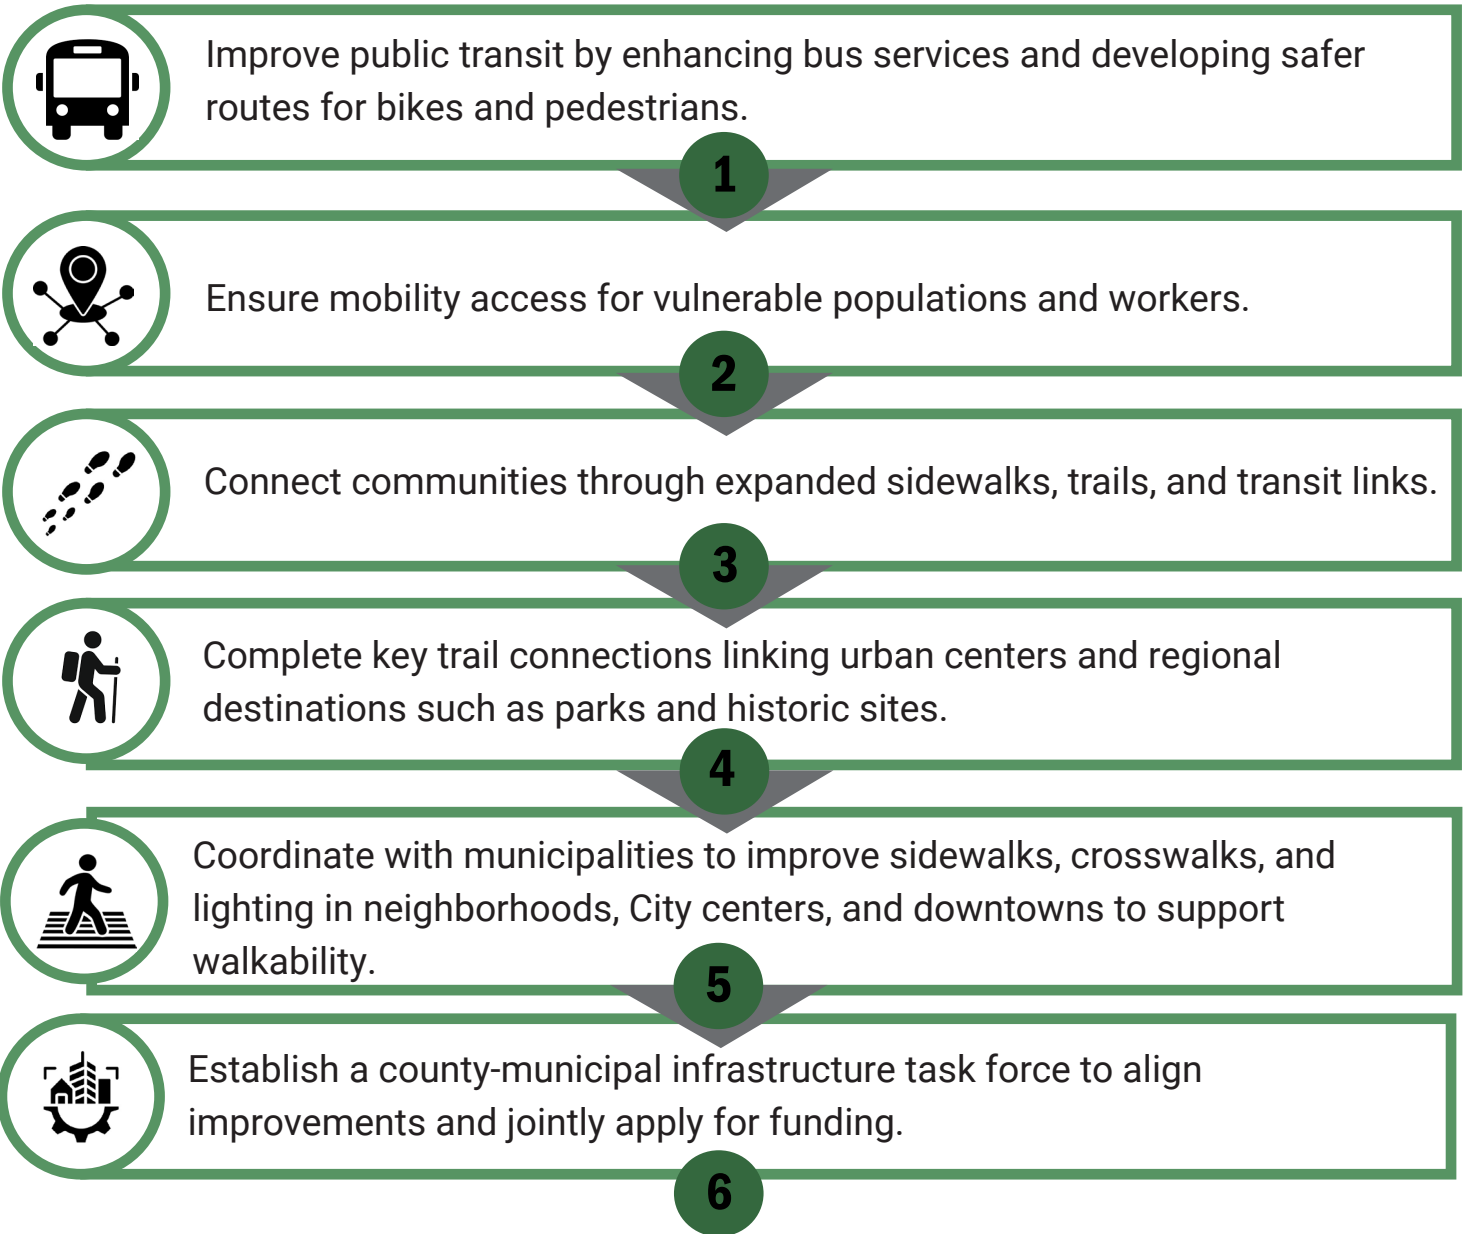 Improve public transit by enhancing bus services and developing safer
routes for bikes and pedestrians.
1
Ensure mobility access for vulnerable populations and workers.
2
Connect communities through expanded sidewalks, trails, and transit links.
3
Complete key trail connections linking urban centers and regional
destinations such as parks and historic sites.
4
Coordinate with municipalities to improve sidewalks, crosswalks, and
lighting in neighborhoods, City centers, and downtowns to support
walkability.
5
Establish a county-municipal infrastructure task force to align
improvements and jointly apply for funding.
6